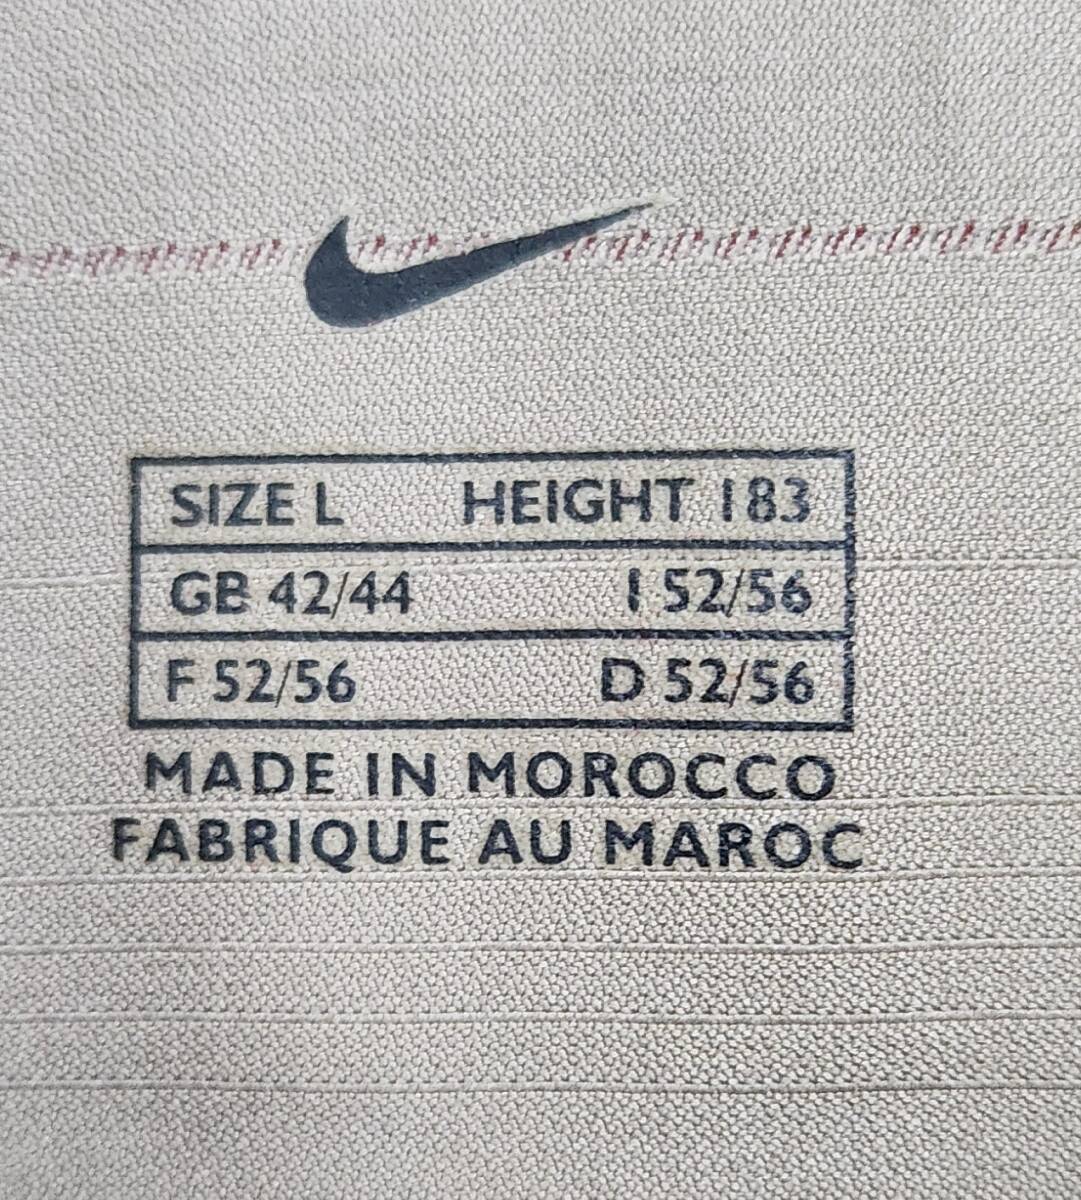 SIZE L HEIGHT 183
GB 42/44 I 52/56
F 52/56 D 52/56
MADE IN MOROCCO
FABRIQUE AU MAROC